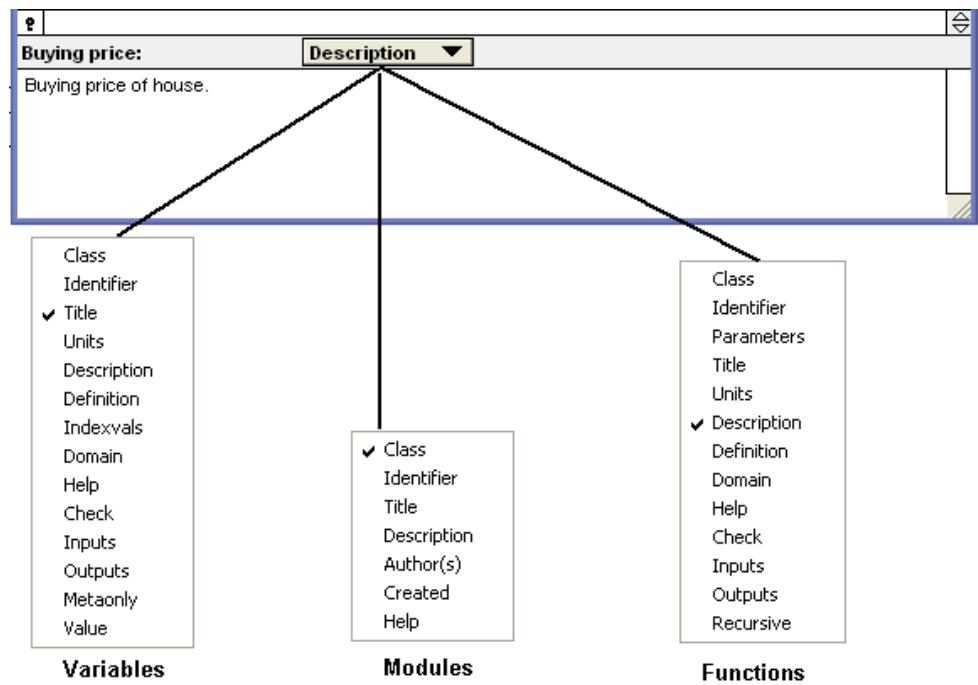 ?
Buying price: Description
Buying price of house.
Class
Identifier
✓ Title
Units
Description
Definition
Indexvals
Domain
Help
Check
Inputs
Outputs
Metaonly
Value
Variables
✓ Class
Identifier
Title
Description
Author(s)
Created
Help
Modules
Class
Identifier
Parameters
Title
Units
✓ Description
Definition
Domain
Help
Check
Inputs
Outputs
Recursive
Functions